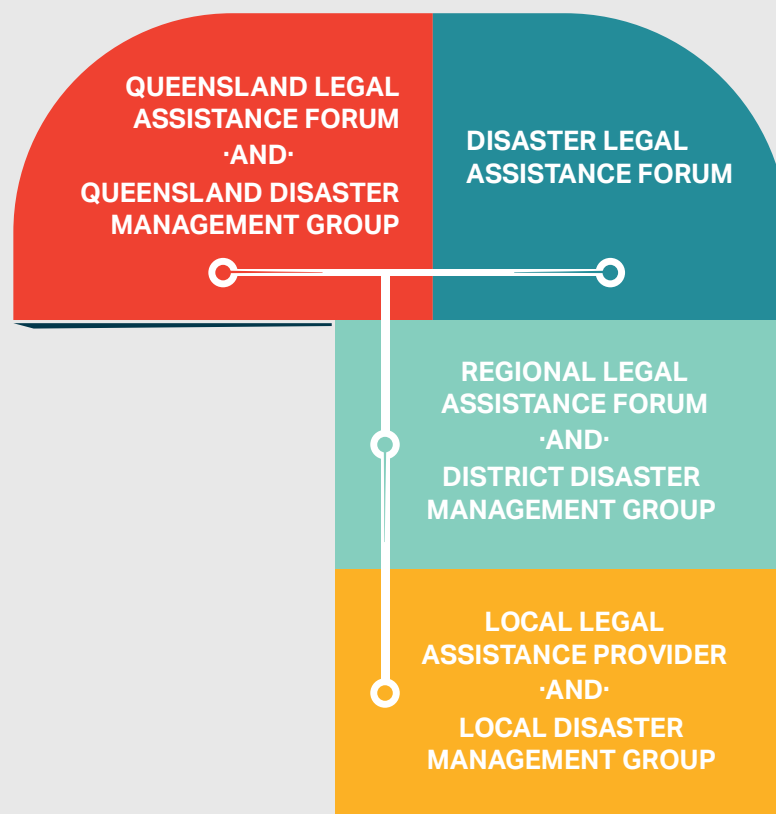 QUEENSLAND LEGAL
ASSISTANCE FORUM
·AND·
QUEENSLAND DISASTER
MANAGEMENT GROUP
DISASTER LEGAL
ASSISTANCE FORUM
REGIONAL LEGAL
ASSISTANCE FORUM
·AND·
DISTRICT DISASTER
MANAGEMENT GROUP
LOCAL LEGAL
ASSISTANCE PROVIDER
·AND·
LOCAL DISASTER
MANAGEMENT GROUP